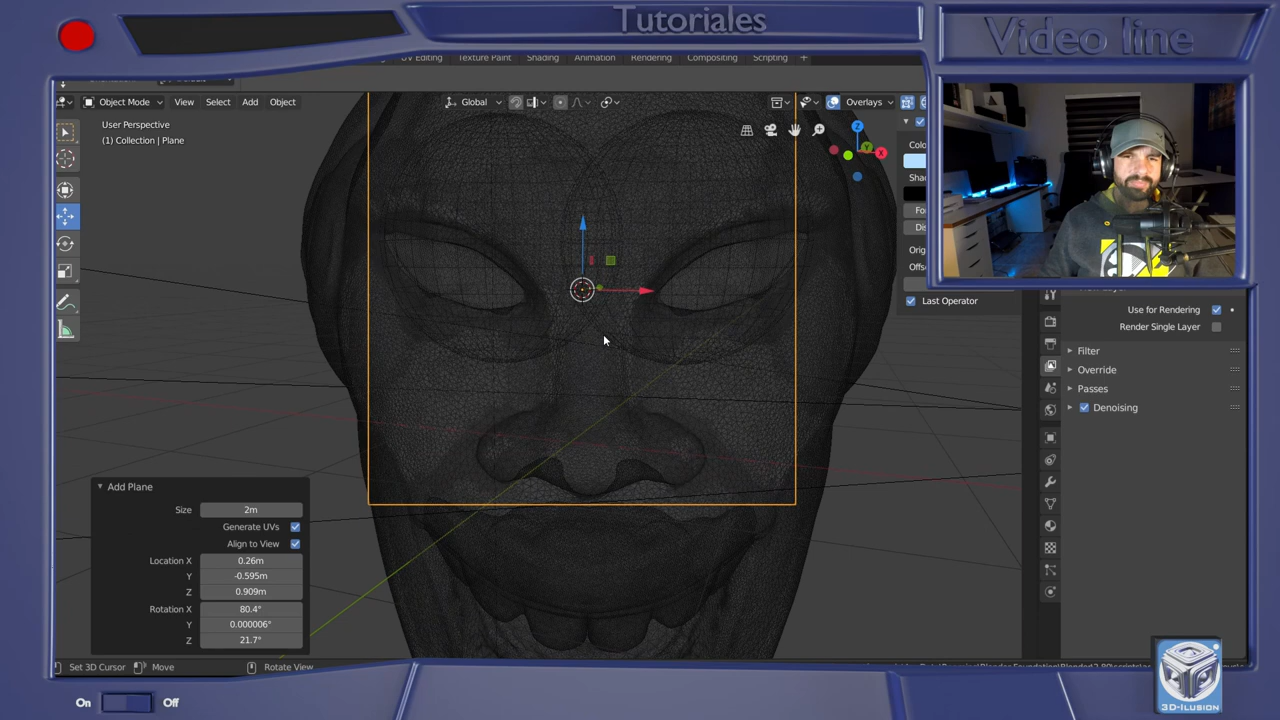 Tutoriales
Video line
UV Editing
Texture Paint
Shading
Animation
Rendering
Compositing
Scripting
+
Object Mode
View
Select
Add
Object
Global
Overlays
User Perspective
(1) Collection | Plane
Z
Y
X
Last Operator
Use for Rendering
Render Single Layer
Filter
Override
Passes
Denoising
Add Plane
Size 2m
Generate UVs
Align to View
Location X 0.26m
Y -0.595m
Z 0.909m
Rotation X 80.4°
Y 0.000006°
Z 21.7°
Set 3D Cursor
Move
Rotate View
On
Off
3D-Ilusion